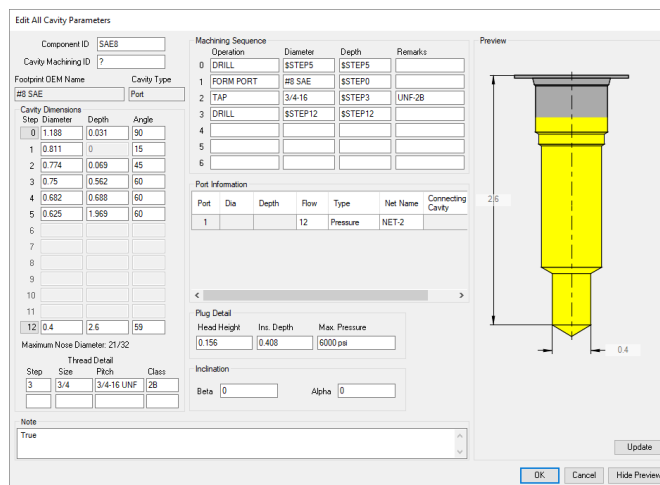 Edit All Cavity Parameters
Component ID SAE8
Cavity Machining ID ?
Footprint OEM Name Cavity Type
#8 SAE Port
Cavity Dimensions
Step Diameter Depth Angle
0 1.188 0.031 90
1 0.811 0 15
2 0.774 0.069 45
3 0.75 0.562 60
4 0.682 0.688 60
5 0.625 1.969 60
6
7
8
9
10
11
12 0.4 2.6 59
Maximum Nose Diameter: 21/32
Thread Detail
Step Size Pitch Class
3 3/4 3/4-16 UNF 2B
Machining Sequence
Operation Diameter Depth Remarks
0 DRILL $STEP5 $STEP5
1 FORM PORT #8 SAE $STEP0
2 TAP 3/4-16 $STEP3 UNF-2B
3 DRILL $STEP12 $STEP12
4
5
6
Port Information
Port Dia Depth Flow Type Net Name Connecting Cavity
1 12 Pressure NET-2
Plug Detail
Head Height Ins. Depth Max. Pressure
0.156 0.408 6000 psi
Inclination
Beta 0 Alpha 0
Note
True
Preview
2.6
0.4
Update
OK Cancel Hide Preview